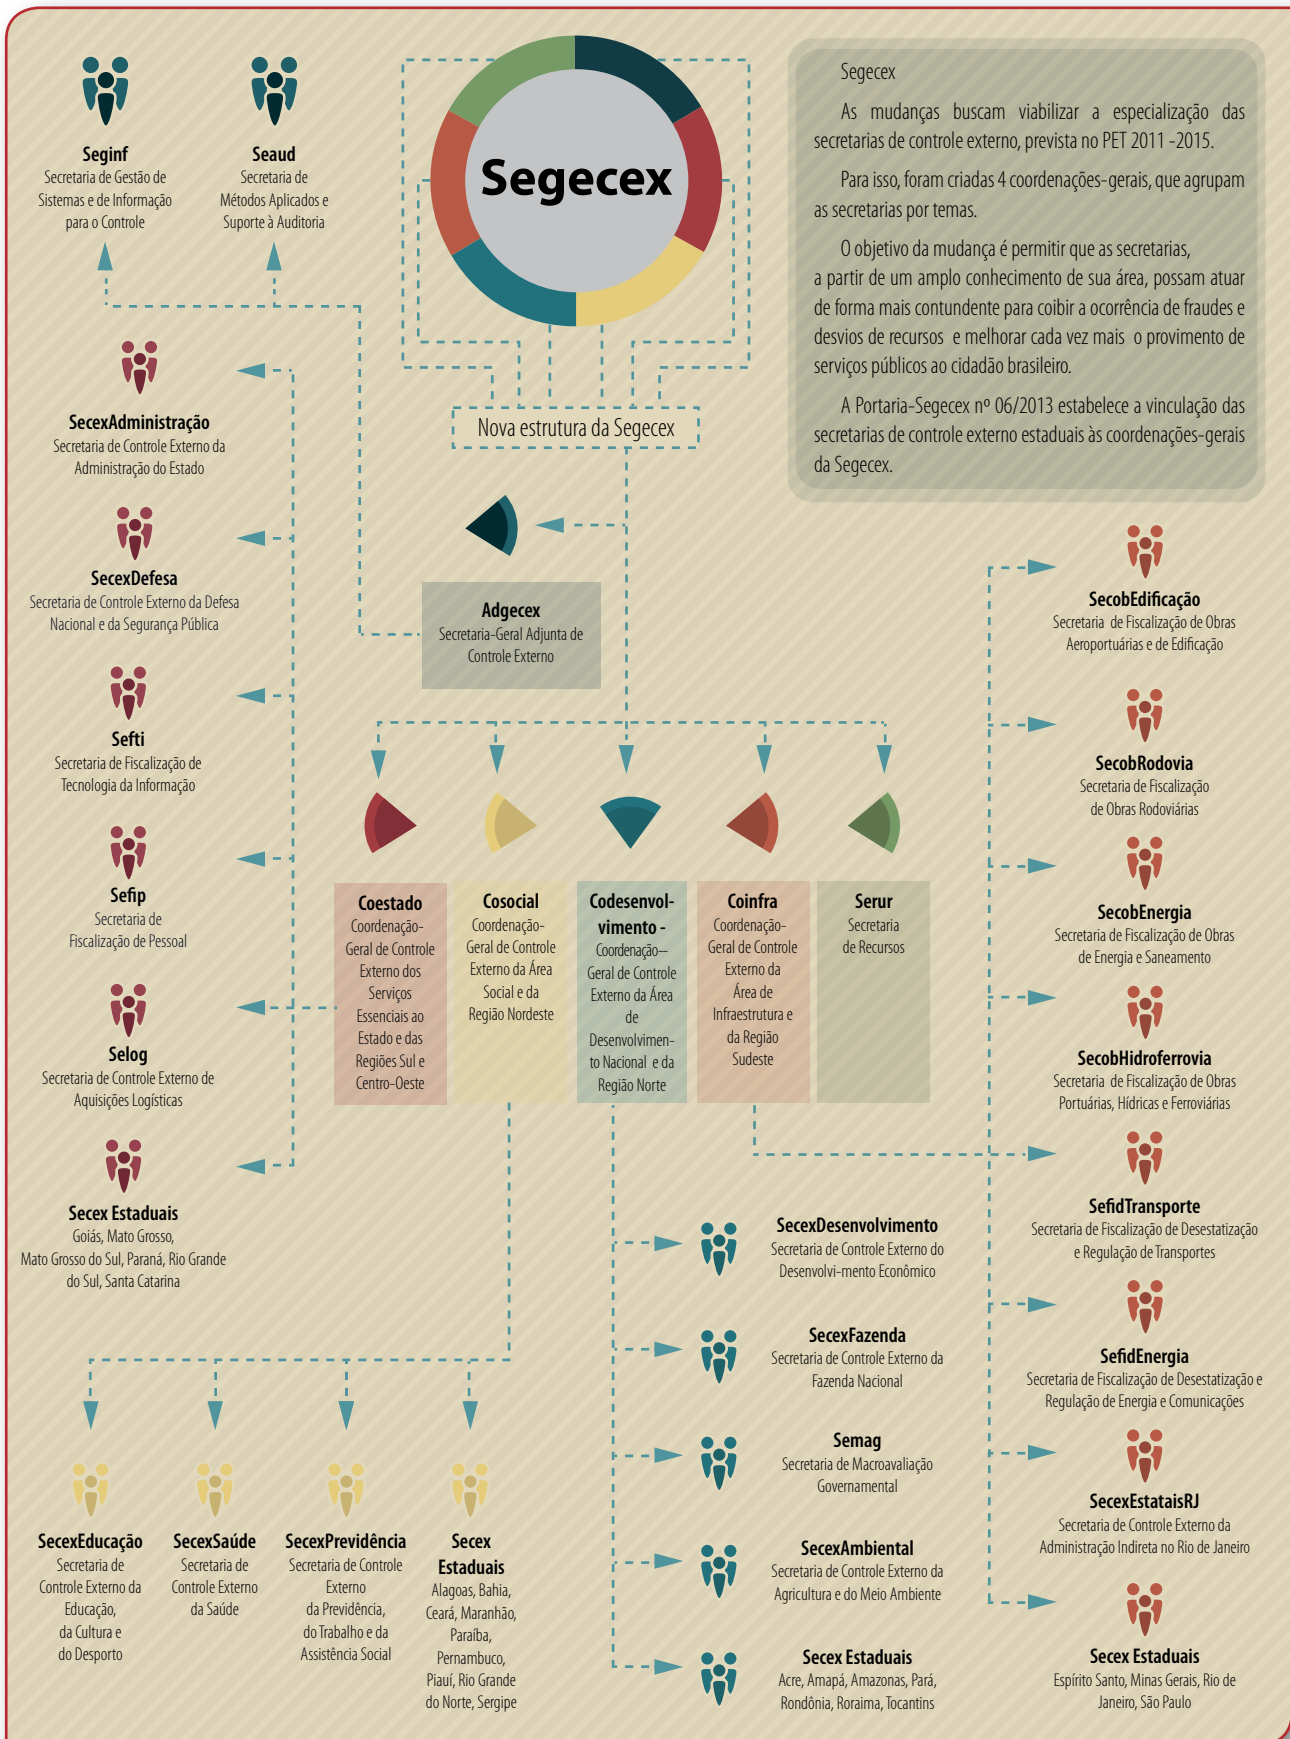 Segecex
Segecex
As mudanças buscam viabilizar a especialização das
secretarias de controle externo, prevista no PET 2011 -2015.
Para isso, foram criadas 4 coordenações-gerais, que agrupam
as secretarias por temas.
O objetivo da mudança é permitir que as secretarias,
a partir de um amplo conhecimento de sua área, possam atuar
de forma mais contundente para coibir a ocorrência de fraudes e
desvios de recursos e melhorar cada vez mais o provimento de
serviços públicos ao cidadão brasileiro.
A Portaria-Segecex nº 06/2013 estabelece a vinculação das
secretarias de controle externo estaduais às coordenações-gerais
da Segecex.
Seginf
Secretaria de Gestão de
Sistemas e de Informação
para o Controle
Seaud
Secretaria de
Métodos Aplicados e
Suporte à Auditoria
Nova estrutura da Segecex
Adgecex
Secretaria-Geral Adjunta de
Controle Externo
SecexAdministração
Secretaria de Controle Externo da
Administração do Estado
SecexDefesa
Secretaria de Controle Externo da Defesa
Nacional e da Segurança Pública
Sefti
Secretaria de Fiscalização de
Tecnologia da Informação
Sefip
Secretaria de
Fiscalização de Pessoal
Selog
Secretaria de Controle Externo de
Aquisições Logísticas
Secex Estaduais
Goiás, Mato Grosso,
Mato Grosso do Sul, Paraná, Rio Grande
do Sul, Santa Catarina
Coestado
Coordenação-
Geral de Controle
Externo dos
Serviços
Essenciais ao
Estado e das
Regiões Sul e
Centro-Oeste
Cosocial
Coordenação-
Geral de Controle
Externo da Área
Social e da
Região Nordeste
Codesenvol-
vimento -
Coordenação--
Geral de Controle
Externo da Área
de
Desenvolvimen-
to Nacional e da
Região Norte
Coinfra
Coordenação-
Geral de Controle
Externo da
Área de
Infraestrutura e
da Região
Sudeste
Serur
Secretaria
de Recursos
SecobEdificação
Secretaria de Fiscalização de Obras
Aeroportuárias e de Edificação
SecobRodovia
Secretaria de Fiscalização
de Obras Rodoviárias
SecobEnergia
Secretaria de Fiscalização de Obras
de Energia e Saneamento
SecobHidroferrovia
Secretaria de Fiscalização de Obras
Portuárias, Hídricas e Ferroviárias
SefidTransporte
Secretaria de Fiscalização de Desestatização
e Regulação de Transportes
SefidEnergia
Secretaria de Fiscalização de Desestatização e
Regulação de Energia e Comunicações
SecexEstataisRJ
Secretaria de Controle Externo da
Administração Indireta no Rio de Janeiro
Secex Estaduais
Espírito Santo, Minas Gerais, Rio de
Janeiro, São Paulo
SecexDesenvolvimento
Secretaria de Controle Externo do
Desenvolvi-mento Econômico
SecexFazenda
Secretaria de Controle Externo da
Fazenda Nacional
Semag
Secretaria de Macroavaliação
Governamental
SecexAmbiental
Secretaria de Controle Externo da
Agricultura e do Meio Ambiente
Secex Estaduais
Acre, Amapá, Amazonas, Pará,
Rondônia, Roraima, Tocantins
SecexEducação
Secretaria de
Controle Externo da
Educação,
da Cultura e
do Desporto
SecexSaúde
Secretaria de
Controle Externo
da Saúde
SecexPrevidência
Secretaria de Controle
Externo
da Previdência,
do Trabalho e da
Assistência Social
Secex
Estaduais
Alagoas, Bahia,
Ceará, Maranhão,
Paraíba,
Pernambuco,
Piauí, Rio Grande
do Norte, Sergipe